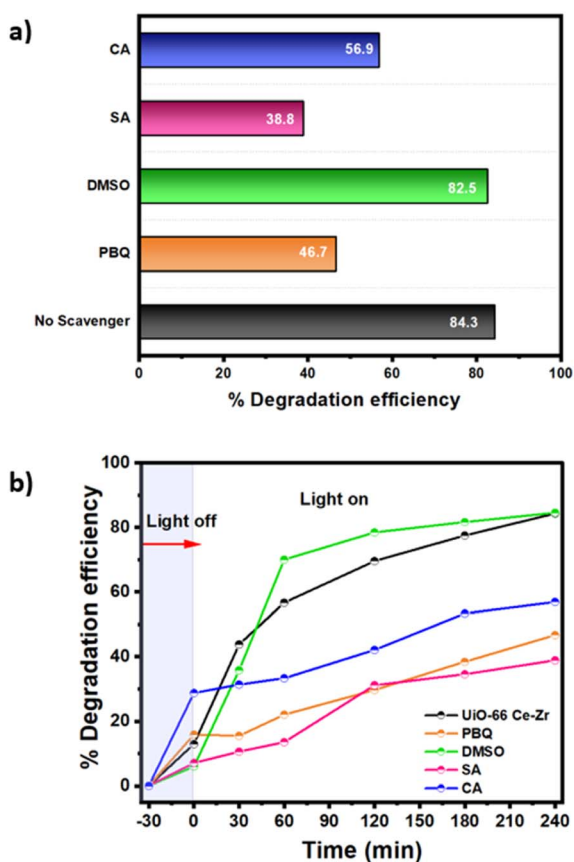 a)
CA
56.9
SA
38.8
DMSO
82.5
PBQ
46.7
No Scavenger
84.3
0 20 40 60 80 100
% Degradation efficiency
b)
100
80
60
40
20
0
% Degradation efficiency
Light off
Light on
UiO-66 Ce-Zr
PBQ
DMSO
SA
CA
-30 0 30 60 90 120 150 180 210 240
Time (min)